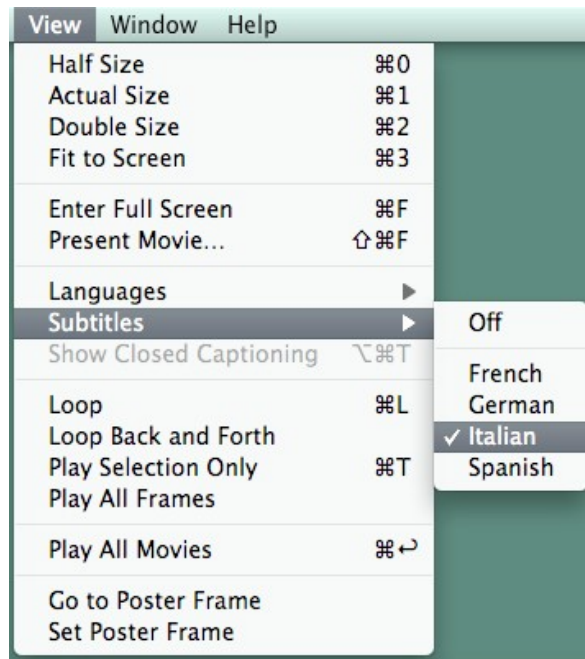 View Window Help
Half Size ⌘0
Actual Size ⌘1
Double Size ⌘2
Fit to Screen ⌘3
Enter Full Screen ⌘F
Present Movie... ⇧⌘F
Languages ▶
Subtitles ▶
Show Closed Captioning ⌥⌘T
Loop ⌘L
Loop Back and Forth
Play Selection Only ⌘T
Play All Frames
Play All Movies ⌘↩
Go to Poster Frame
Set Poster Frame
Off
French
German
✓ Italian
Spanish